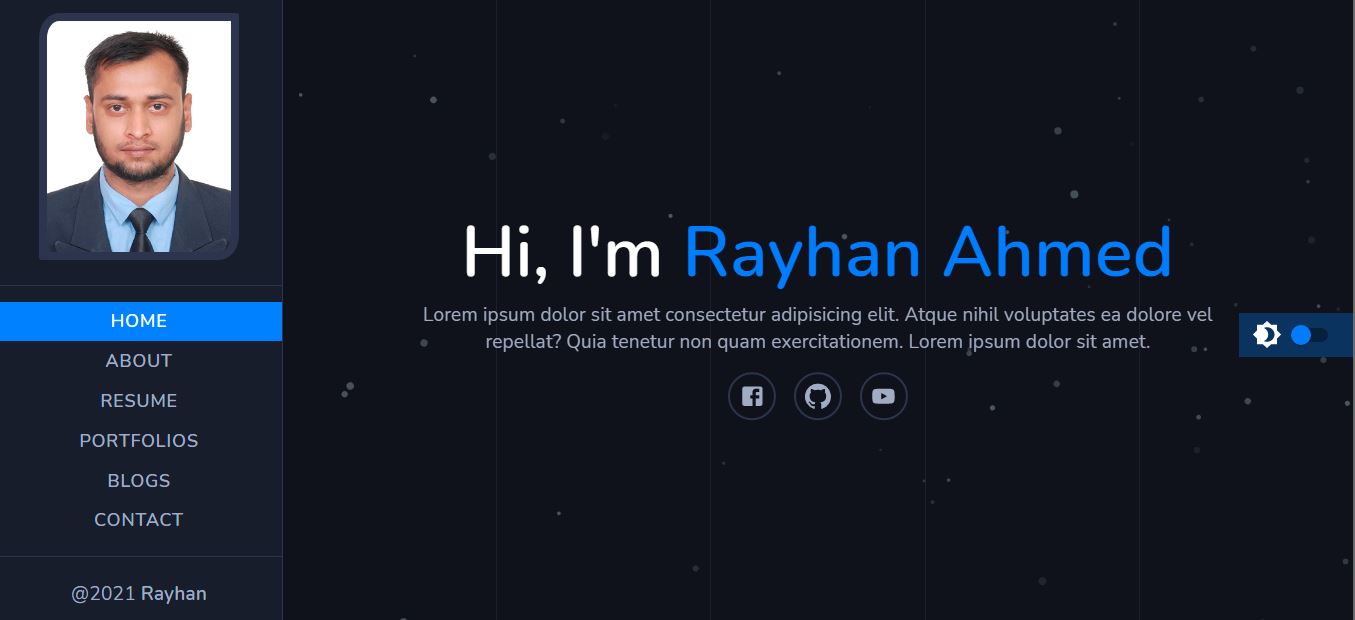 HOME
ABOUT
RESUME
PORTFOLIOS
BLOGS
CONTACT
@2021 Rayhan
Hi, I'm Rayhan Ahmed
Lorem ipsum dolor sit amet consectetur adipisicing elit. Atque nihil voluptates ea dolore vel
repellat? Quia tenetur non quam exercitationem. Lorem ipsum dolor sit amet.